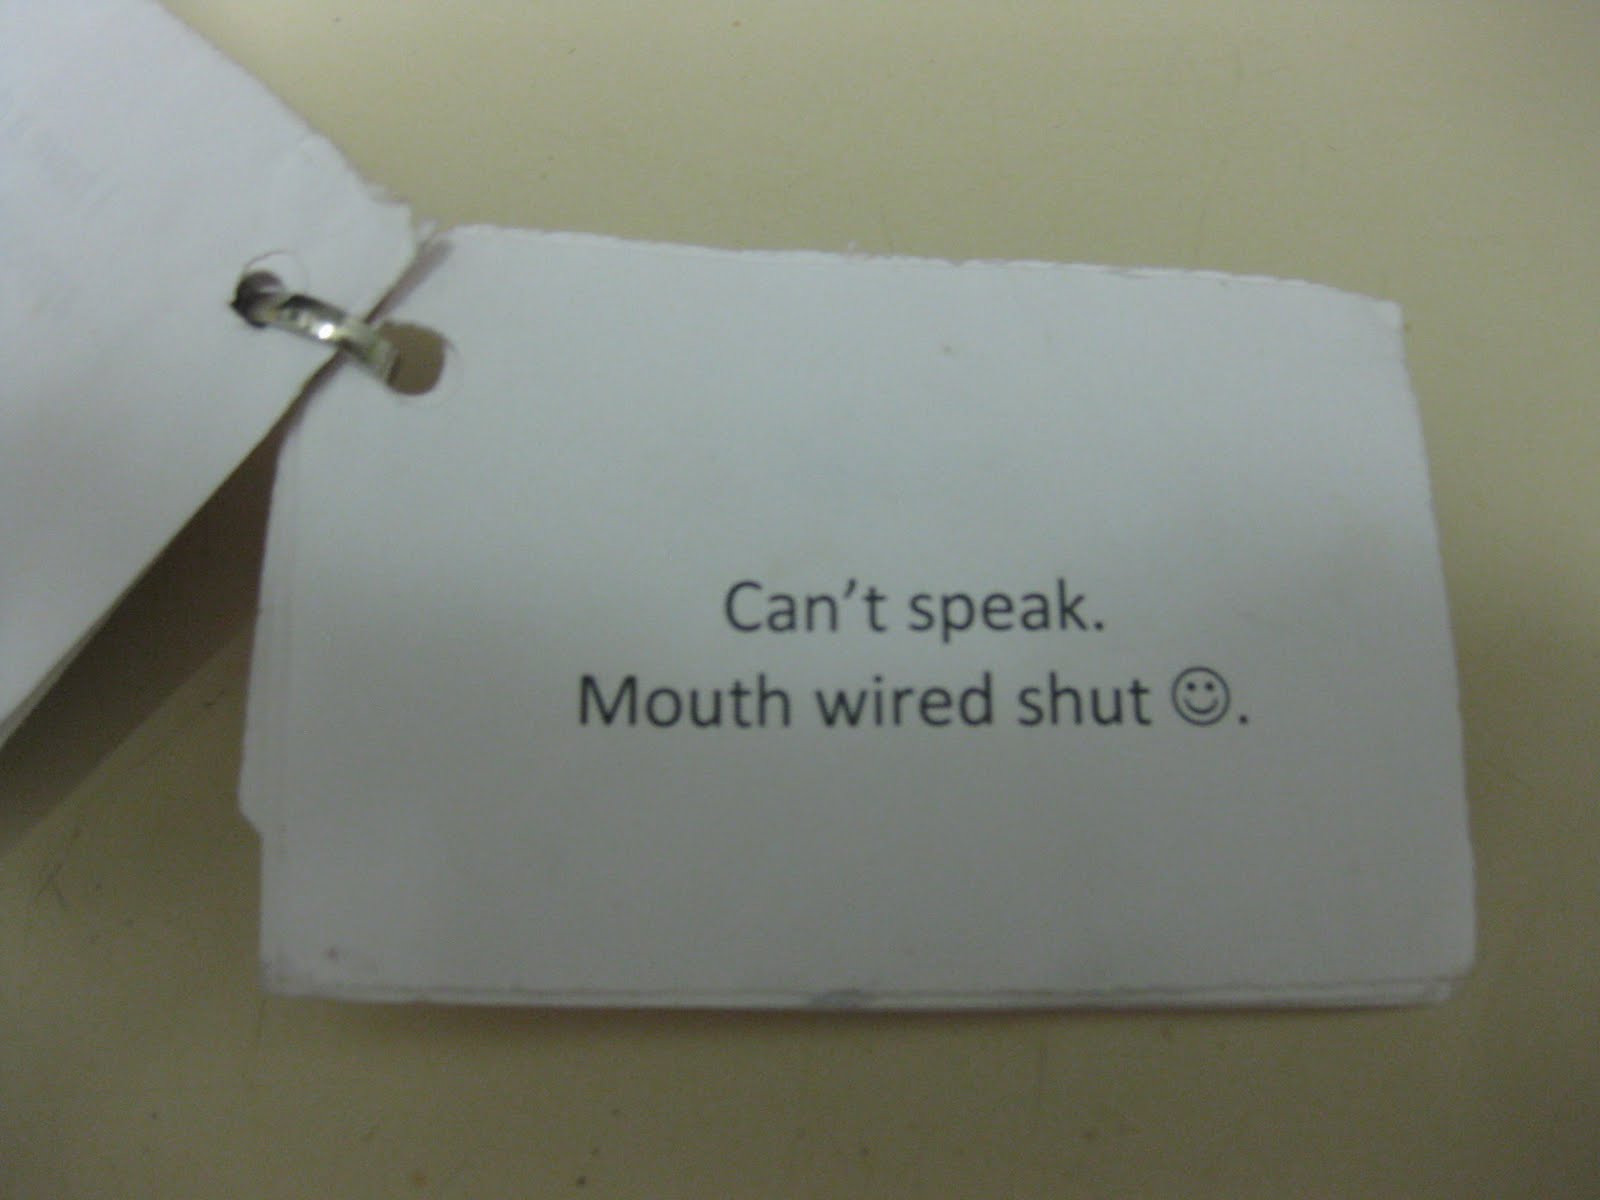 Can’t speak.
Mouth wired shut ☺.